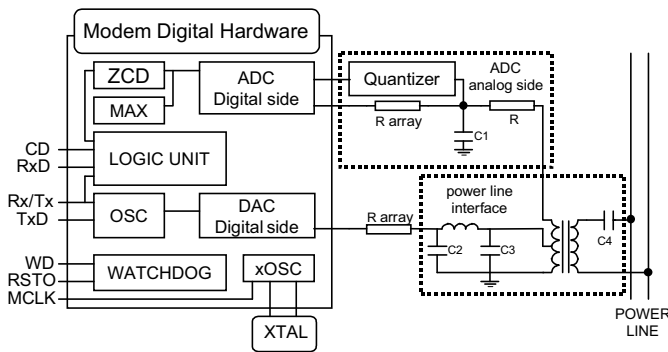 Modem Digital Hardware
ZCD
MAX
ADC
Digital side
Quantizer
ADC
analog side
R array
R
C1
CD
RxD
LOGIC UNIT
Rx/Tx
TxD
OSC
DAC
Digital side
R array
power line
interface
C2
C3
C4
WD
RSTO
MCLK
WATCHDOG
xOSC
XTAL
POWER
LINE